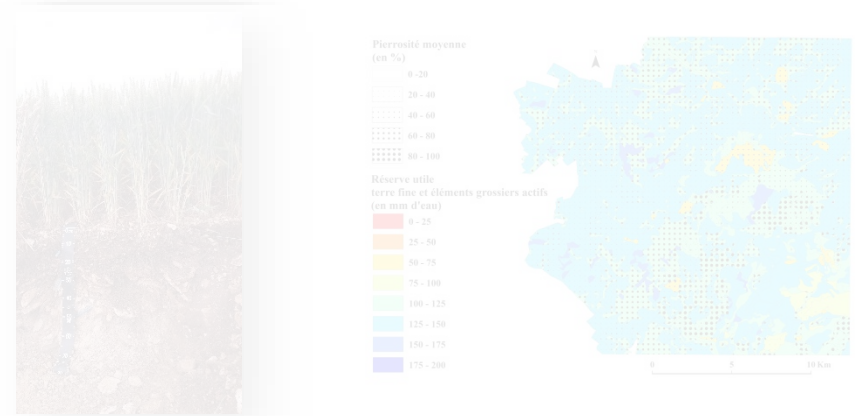 Pierrosité moyenne
(en %)
0 -20
20 - 40
40 - 60
60 - 80
80 - 100
Réserve utile
terre fine et éléments grossiers actifs
(en mm d'eau)
0 - 25
25 - 50
50 - 75
75 - 100
100 - 125
125 - 150
150 - 175
175 - 200
0 5 10 Km